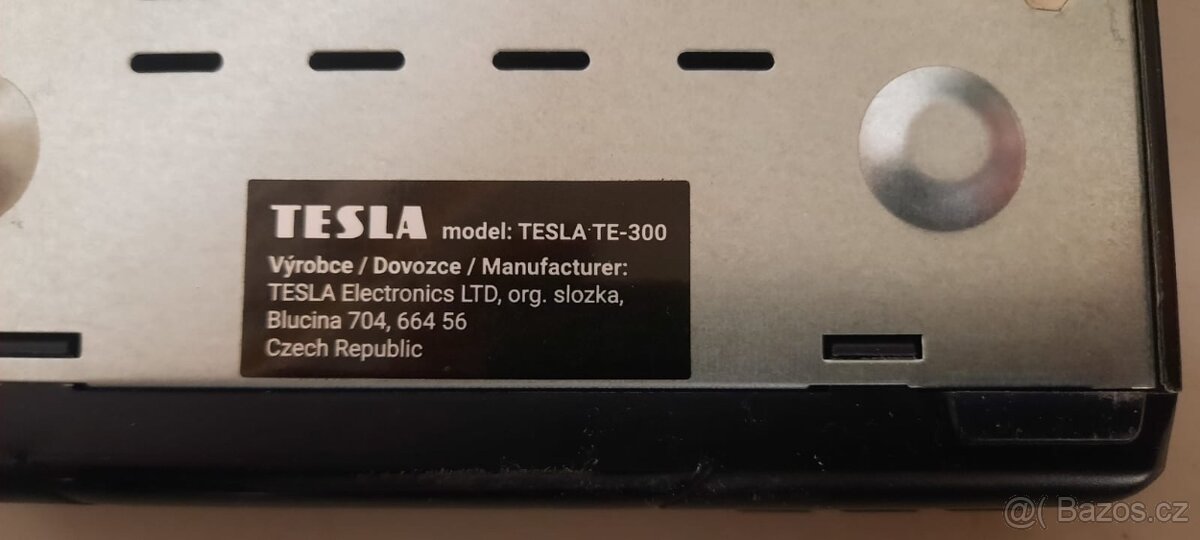 TESLA model: TESLA TE-300
Výrobce / Dovozce / Manufacturer:
TESLA Electronics LTD, org. slozka,
Blucina 704, 664 56
Czech Republic
@( Bazos.cz